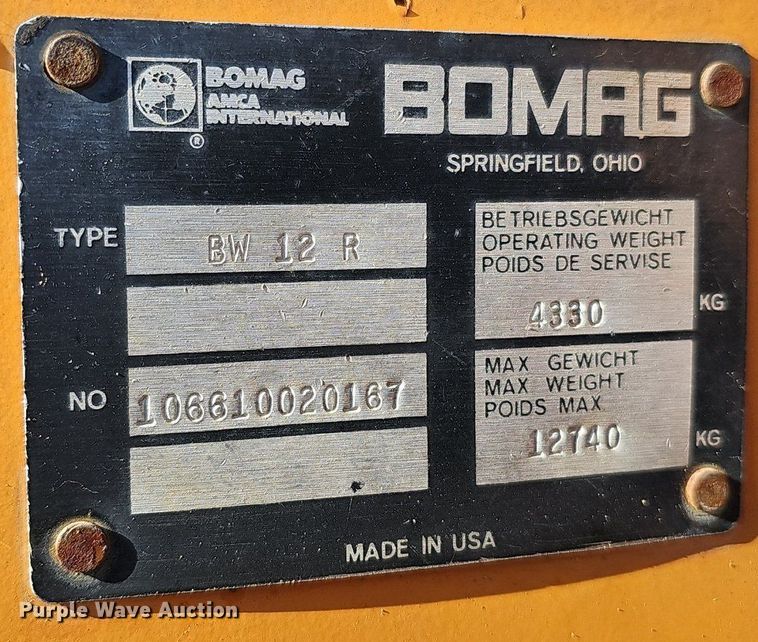 BOMAG
AMCA
INTERNATIONAL
®
BOMAG
SPRINGFIELD, OHIO
TYPE BW 12 R
NO 106610020167
BETRIEBSGEWICHT
OPERATING WEIGHT
POIDS DE SERVISE
4330 KG
MAX GEWICHT
MAX WEIGHT
POIDS MAX
12740 KG
MADE IN USA
Purple Wave Auction